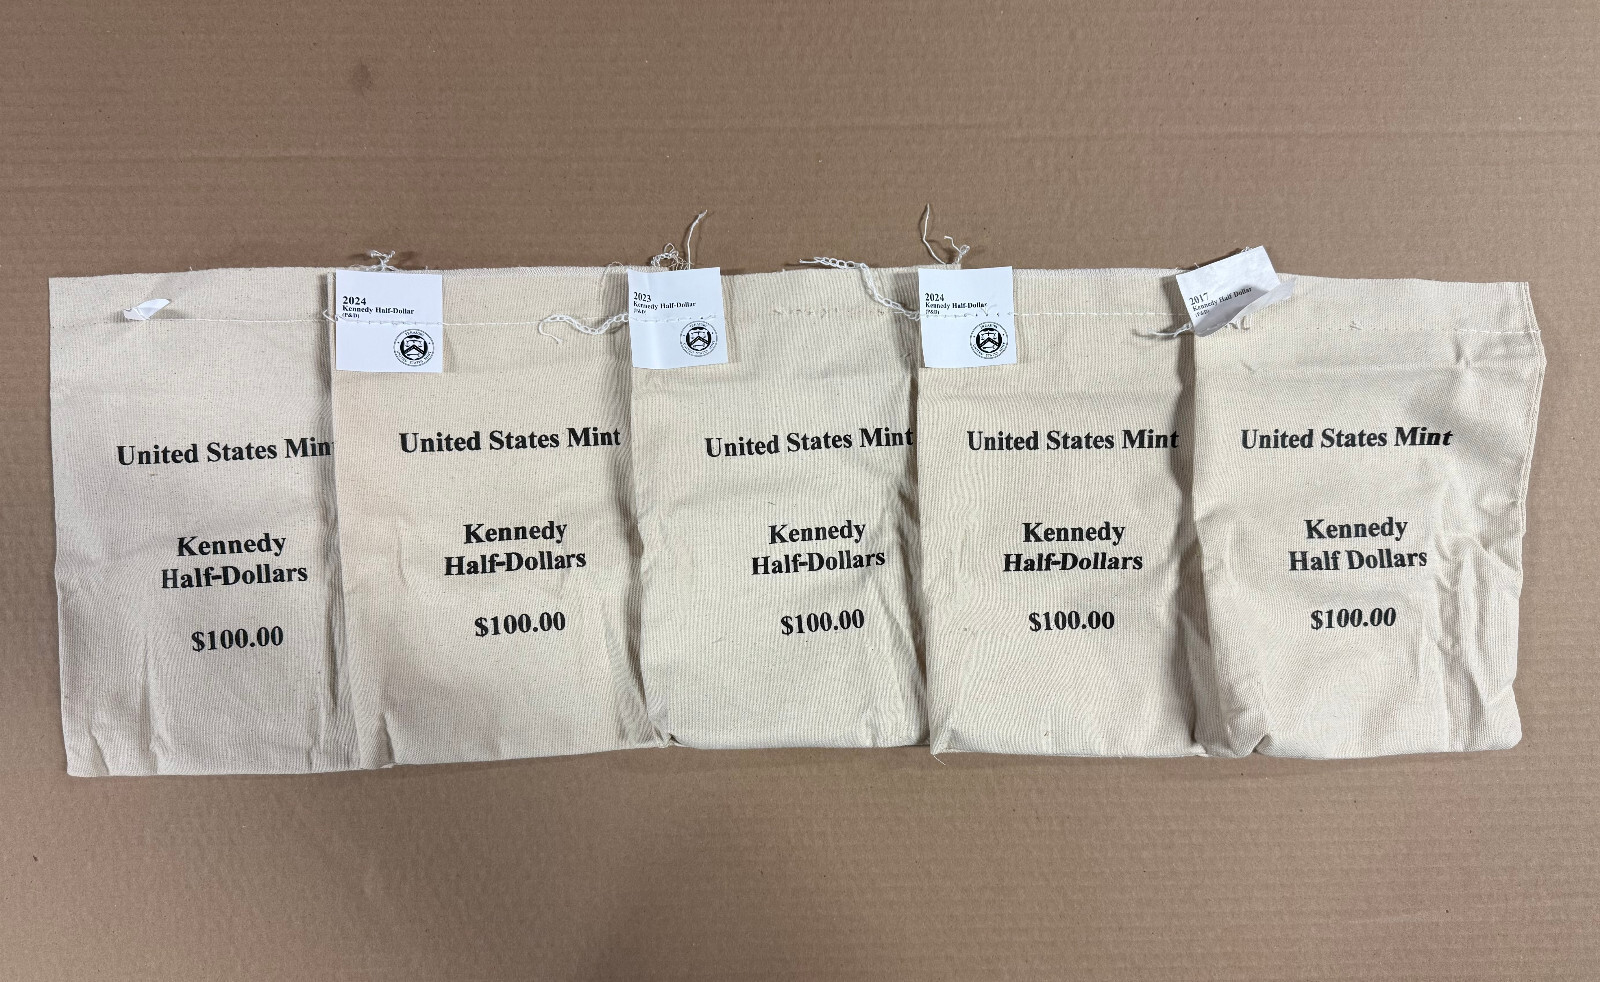 United States Min
Kennedy
Half-Dollars
$100.00
2024
Kennedy Half-Dollar
(P&D)
United States Mint
Kennedy
Half-Dollars
$100.00
2023
Kennedy Half-Dollar
(P&D)
United States Mint
Kennedy
Half-Dollars
$100.00
2024
Kennedy Half-Dollar
(P&D)
United States Mint
Kennedy
Half-Dollars
$100.00
2017
Kennedy Half Dollar
(P&D)
United States Mint
Kennedy
Half Dollars
$100.00